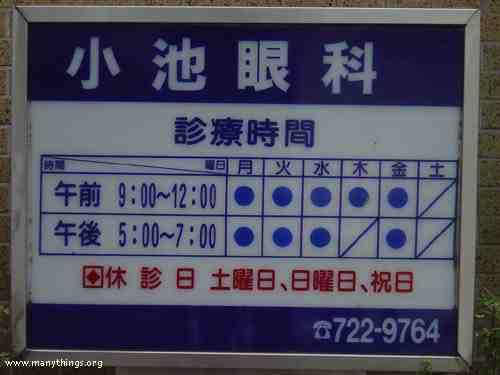 小池眼科
診療時間
時間 曜日 月 火 水 木 金 土
午前 9:00～12:00 ● ● ● ● ● ／
午後 5:00～7:00 ● ● ● ／ ● ／
休診日 土曜日、日曜日、祝日
☎722-9764
www.manythings.org